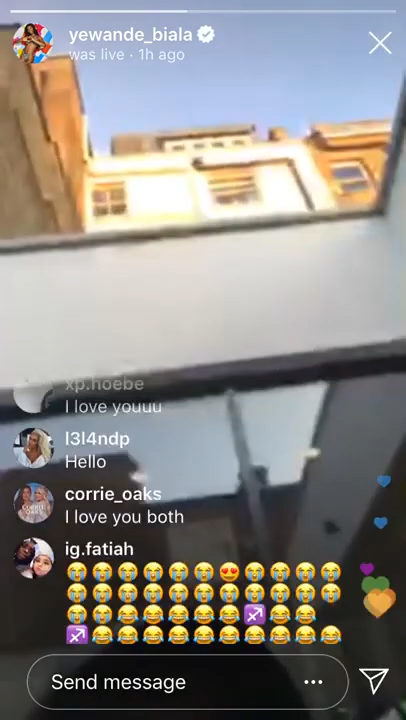 yewande_biala
was live · 1h ago
xp.hoebe
I love youuu
l3l4ndp
Hello
corrie_oaks
I love you both
ig.fatiah
😭😭😭😭😭😭😍😭😭😭😭
😭😭😭😭😭😭😭😭😭😭😭
😭😭😂😂😂😂😂♐😂😂
♐😂😂😂😂😂😂😂😂😂😂
Send message